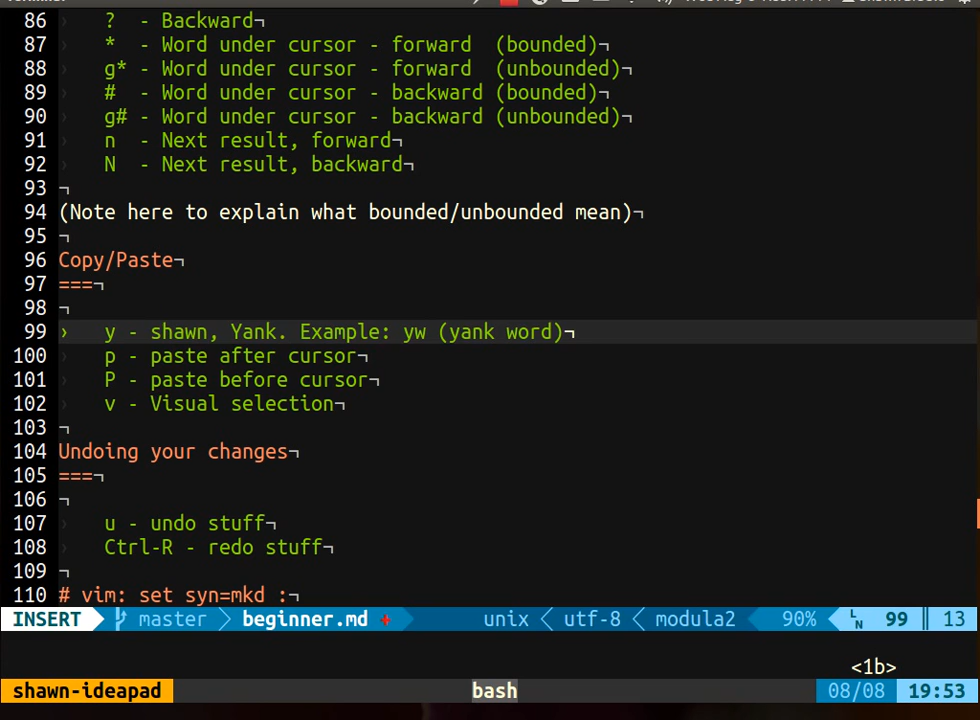 86 ? - Backward¬
87 * - Word under cursor - forward (bounded)¬
88 g* - Word under cursor - forward (unbounded)¬
89 # - Word under cursor - backward (bounded)¬
90 g# - Word under cursor - backward (unbounded)¬
91 n - Next result, forward¬
92 N - Next result, backward¬
93 ¬
94 (Note here to explain what bounded/unbounded mean)¬
95 ¬
96 Copy/Paste¬
97 ===¬
98 ¬
99 › y - shawn, Yank. Example: yw (yank word)¬
100 › p - paste after cursor¬
101 › P - paste before cursor¬
102 › v - Visual selection¬
103 ¬
104 Undoing your changes¬
105 ===¬
106 ¬
107 › u - undo stuff¬
108 › Ctrl-R - redo stuff¬
109 ¬
110 # vim: set syn=mkd :¬
INSERT master beginner.md + unix utf-8 modula2 90% LN 99 13
<1b>
shawn-ideapad bash 08/08 19:53